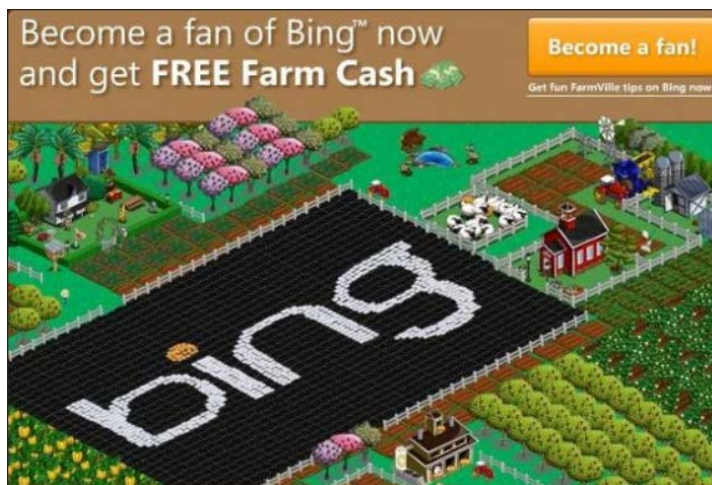 Become a fan of Bing™ now
and get FREE Farm Cash
Become a fan!
Get fun FarmVille tips on Bing now
bing